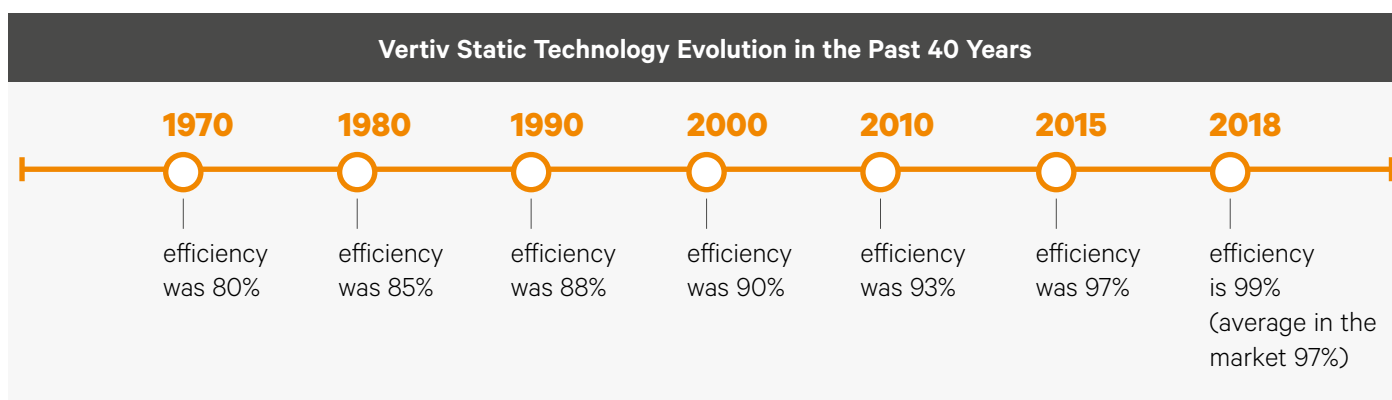 Vertiv Static Technology Evolution in the Past 40 Years
1970
1980
1990
2000
2010
2015
2018
efficiency
was 80%
efficiency
was 85%
efficiency
was 88%
efficiency
was 90%
efficiency
was 93%
efficiency
was 97%
efficiency
is 99%
(average in the
market 97%)